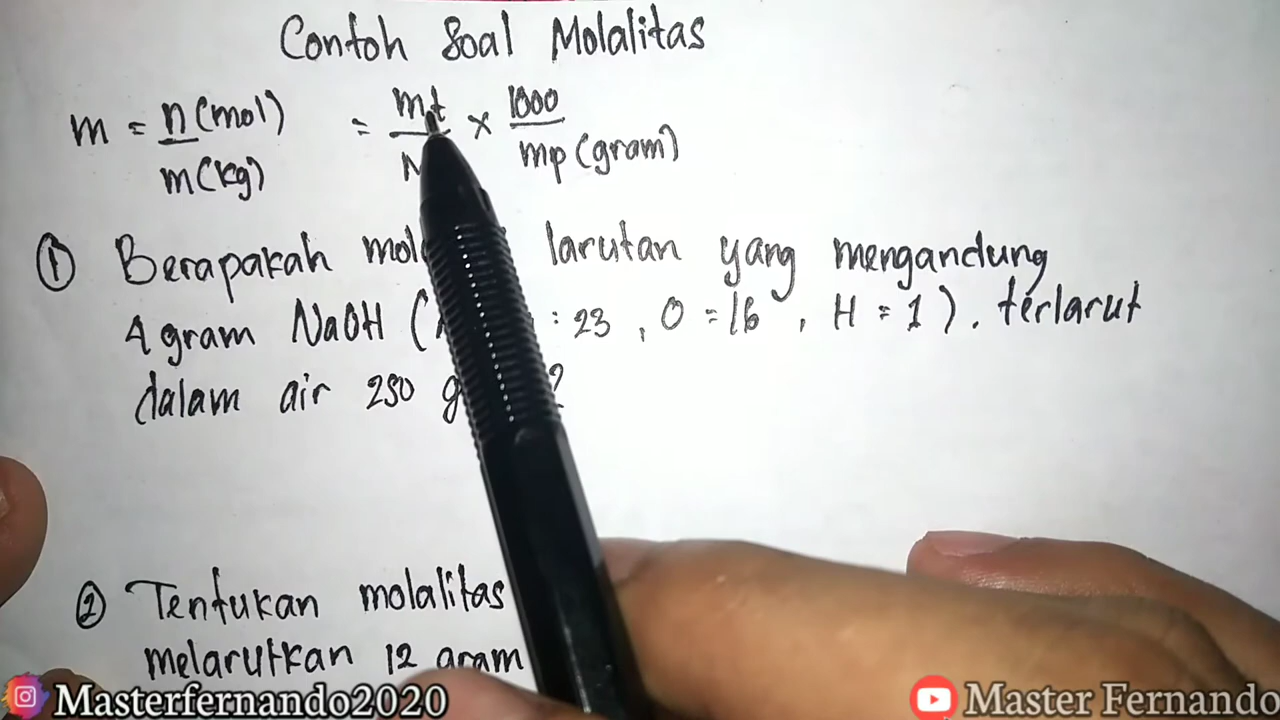 Contoh Soal Molalitas
m = n (mol) / m (kg) = mt / × 1000 / mp (gram)
① Berapakah larutan yang mengandung
4 gram NaOH ( : 23 , O = 16 , H = 1 ) . terlarut
dalam air 250 ?
② Tentukan molalitas
melarutkan 12 gram
Masterfernando2020
Master Fernando